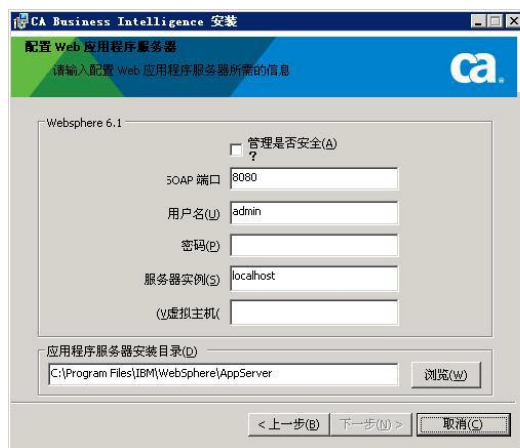 CA Business Intelligence 安装
配置 Web 应用程序服务器
请输入配置 Web 应用程序服务器所需的信息
ca.
Websphere 6.1
管理是否安全(A)
?
SOAP 端口 8080
用户名(U) admin
密码(P)
服务器实例(S) localhost
(V虚拟主机(
应用程序服务器安装目录(D)
C:\Program Files\IBM\WebSphere\AppServer
浏览(W)
< 上一步(B) 下一步(N) > 取消(C)